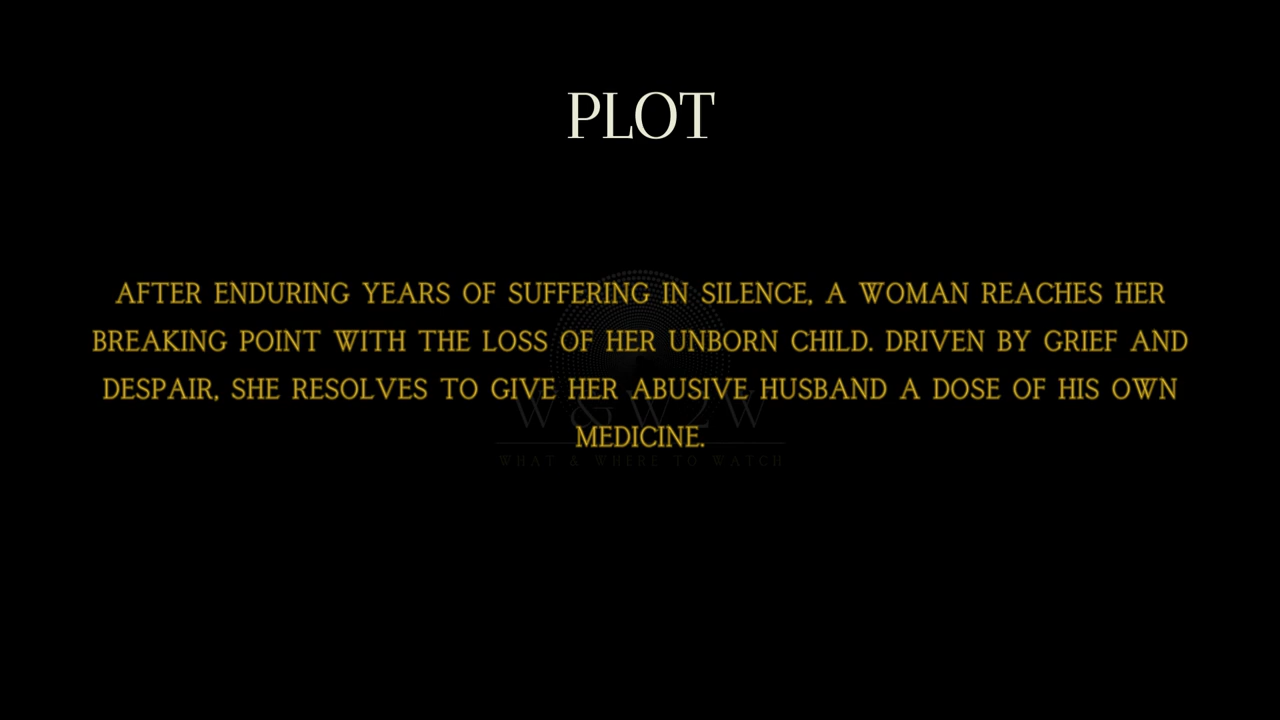 PLOT
AFTER ENDURING YEARS OF SUFFERING IN SILENCE, A WOMAN REACHES HER
BREAKING POINT WITH THE LOSS OF HER UNBORN CHILD. DRIVEN BY GRIEF AND
DESPAIR, SHE RESOLVES TO GIVE HER ABUSIVE HUSBAND A DOSE OF HIS OWN
W&W2W
MEDICINE.
WHAT & WHERE TO WATCH